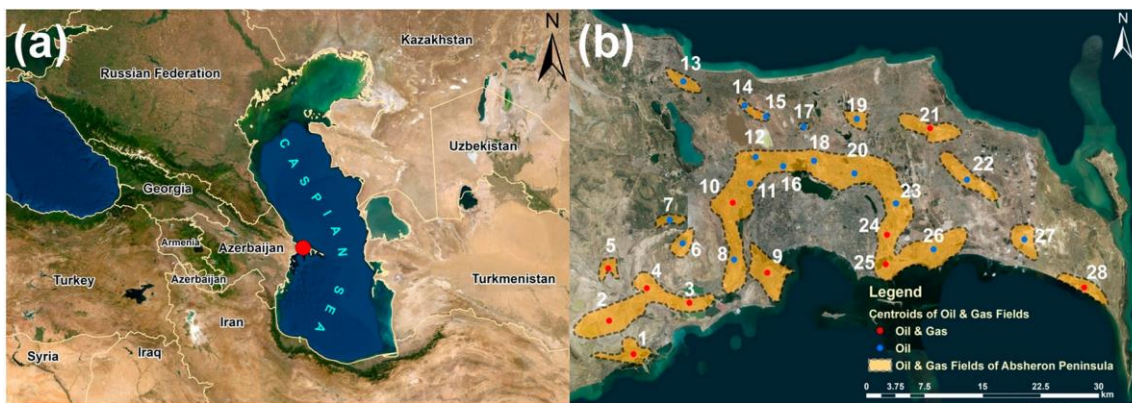 (a)
N
Kazakhstan
Russian Federation
Uzbekistan
CASPIAN SEA
Georgia
Armenia
Azerbaijan
Azerbaijan
Turkey
Turkmenistan
Iran
Syria
Iraq
(b)
N
13
14
15
17
19
21
12
18
20
22
16
11
10
23
7
6
24
26
27
5
8
9
25
28
4
3
2
1
Legend
Centroids of Oil & Gas Fields
Oil & Gas
Oil
Oil & Gas Fields of Absheron Peninsula
0 3.75 7.5 15 22.5 30
km